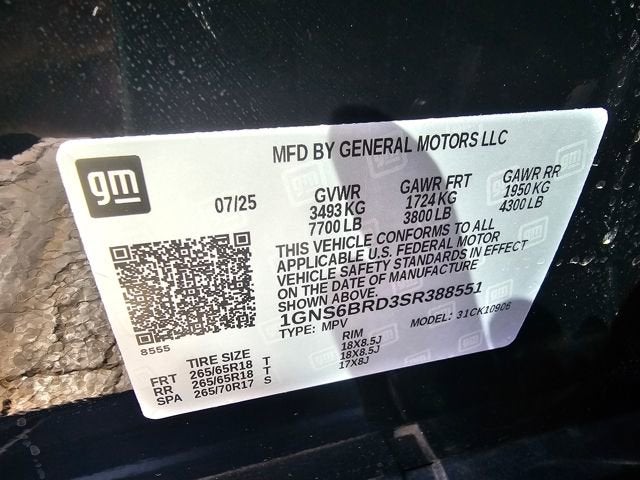 gm
MFD BY GENERAL MOTORS LLC
07/25
GVWR
3493 KG
7700 LB
GAWR FRT
1724 KG
3800 LB
GAWR RR
1950 KG
4300 LB
THIS VEHICLE CONFORMS TO ALL
APPLICABLE U.S. FEDERAL MOTOR
VEHICLE SAFETY STANDARDS IN EFFECT
ON THE DATE OF MANUFACTURE
SHOWN ABOVE.
1GNS6BRD3SR388551
TYPE: MPV MODEL: 31CK10906
8555
TIRE SIZE RIM
FRT 265/65R18 T 18X8.5J
RR 265/65R18 T 18X8.5J
SPA 265/70R17 S 17X8J